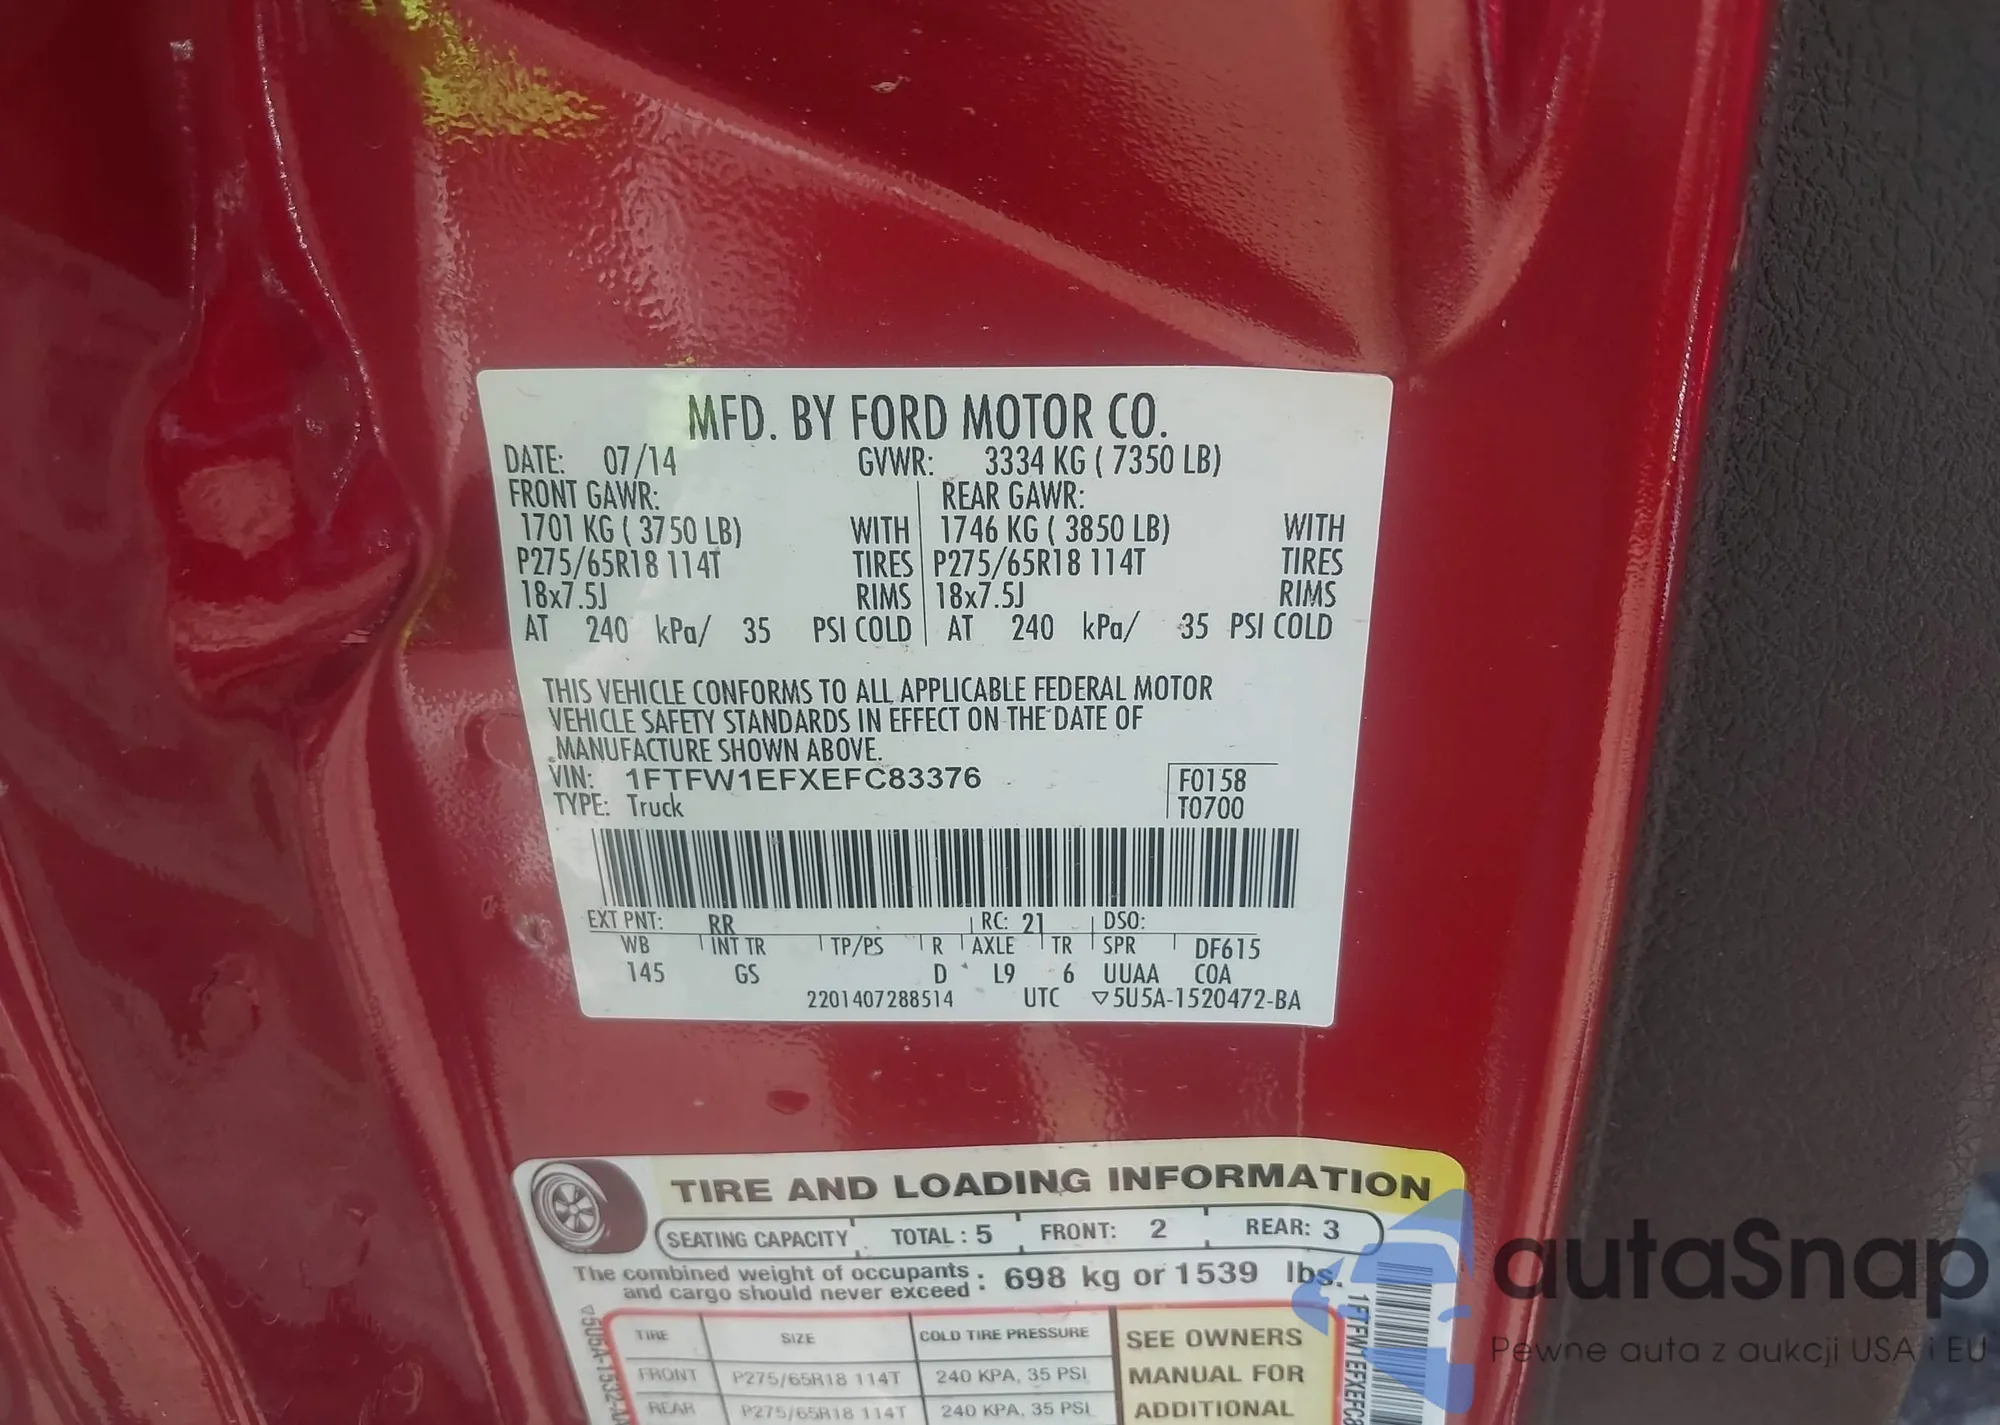 MFD. BY FORD MOTOR CO.
DATE: 07/14 GVWR: 3334 KG ( 7350 LB)
FRONT GAWR: REAR GAWR:
1701 KG ( 3750 LB) WITH 1746 KG ( 3850 LB) WITH
P275/65R18 114T TIRES P275/65R18 114T TIRES
18x7.5J RIMS 18x7.5J RIMS
AT 240 kPa/ 35 PSI COLD AT 240 kPa/ 35 PSI COLD
THIS VEHICLE CONFORMS TO ALL APPLICABLE FEDERAL MOTOR
VEHICLE SAFETY STANDARDS IN EFFECT ON THE DATE OF
MANUFACTURE SHOWN ABOVE.
VIN: 1FTFW1EFXEFC83376 F0158
TYPE: Truck T0700
EXT PNT: RR RC: 21 DSO:
WB INT TR TP/PS R AXLE TR SPR DF615
145 GS D L9 6 UUAA COA
2201407288514 UTC ▽5U5A-1520472-BA
TIRE AND LOADING INFORMATION
SEATING CAPACITY TOTAL : 5 FRONT: 2 REAR: 3
The combined weight of occupants
and cargo should never exceed : 698 kg or 1539 lbs.
TIRE SIZE COLD TIRE PRESSURE SEE OWNERS
FRONT P275/65R18 114T 240 KPA, 35 PSI MANUAL FOR
REAR P275/65R18 114T 240 KPA, 35 PSI ADDITIONAL
▽5U5A-1532-
1FTFW1EFXEFC8
autaSnap
Pewne auta z aukcji USA i EU